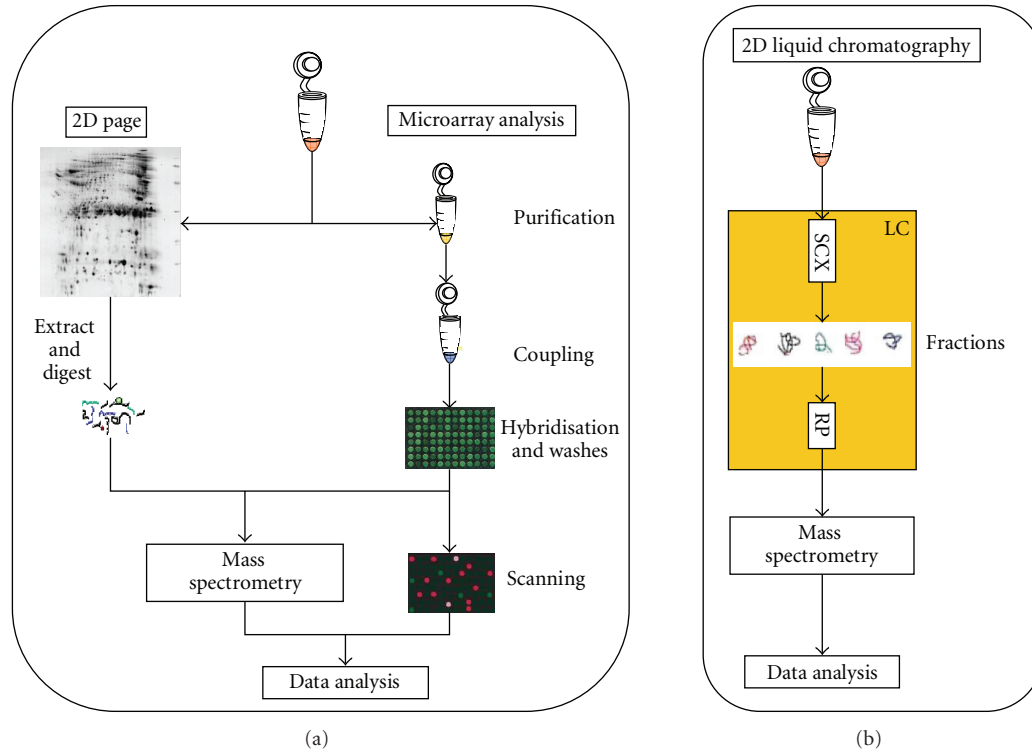 2D page
Microarray analysis
Purification
Extract
and
digest
Coupling
Hybridisation
and washes
Mass
spectrometry
Scanning
Data analysis
(a)
2D liquid chromatography
LC
SCX
Fractions
RP
Mass
spectrometry
Data analysis
(b)